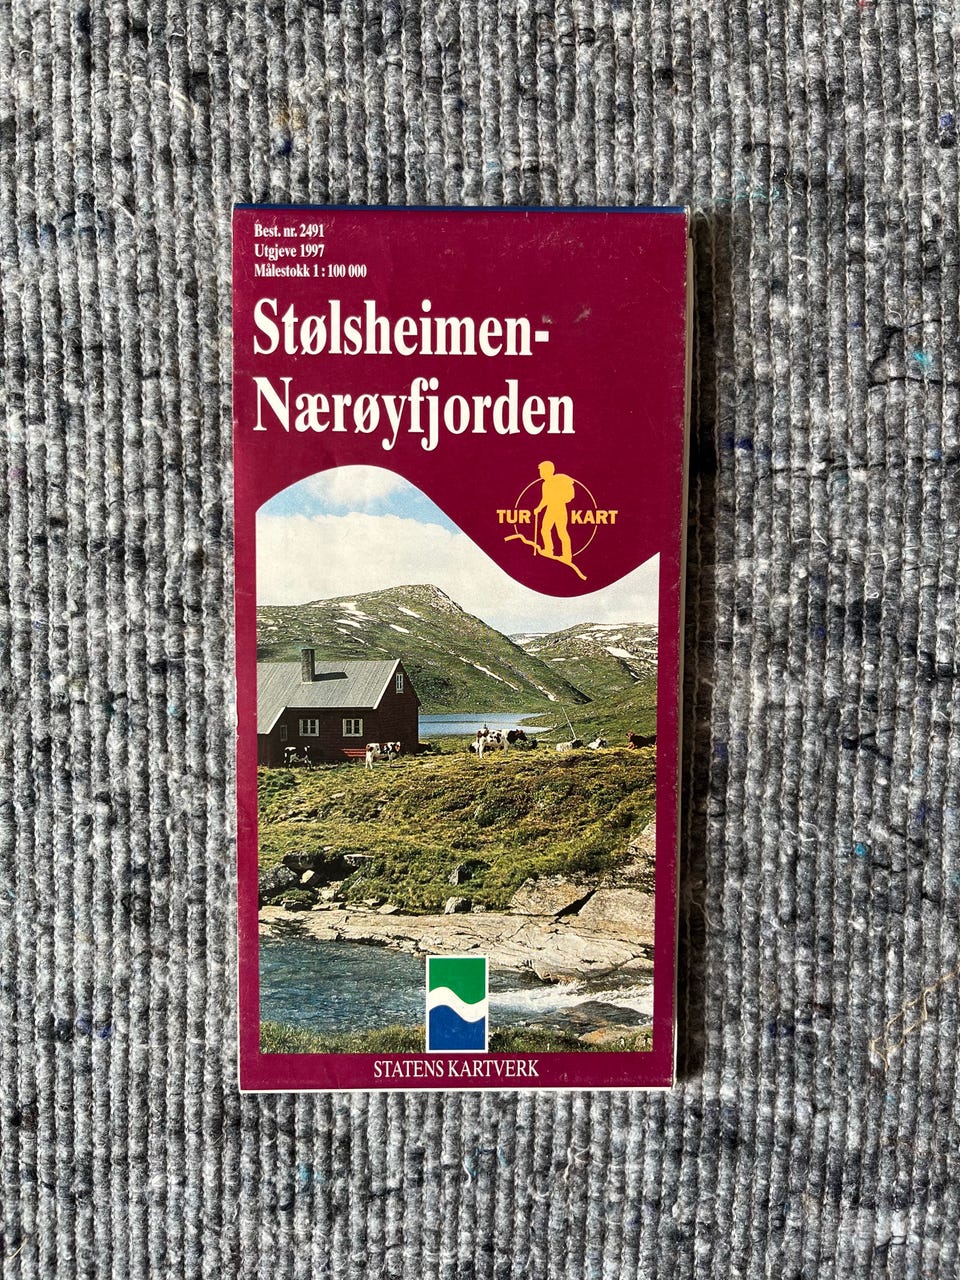 Best. nr. 2491
Utgjeve 1997
Målestokk 1 : 100 000
Stølsheimen-
Nærøyfjorden
TUR KART
STATENS KARTVERK